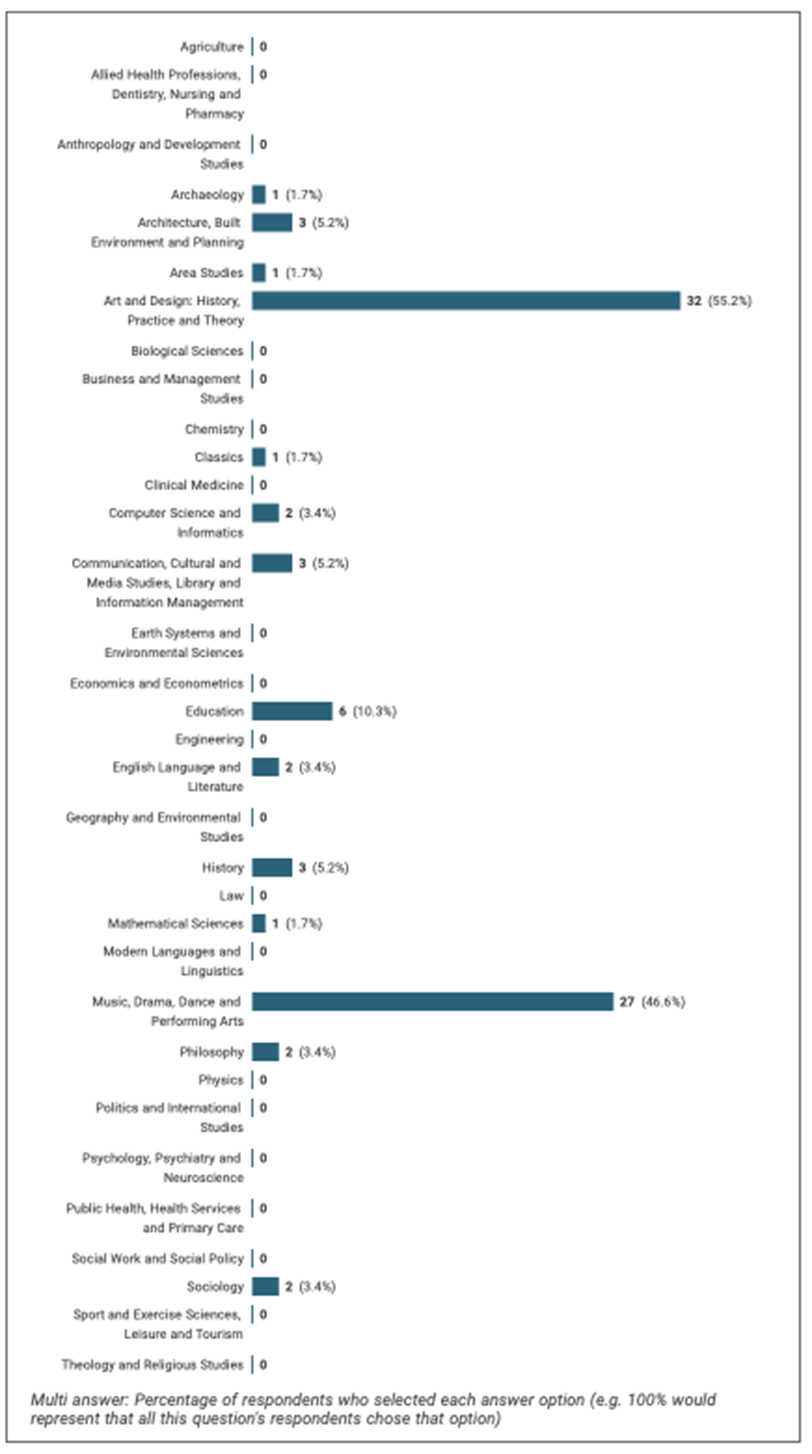 Agriculture 0
Allied Health Professions, 0
Dentistry, Nursing and
Pharmacy
Anthropology and Development 0
Studies
Archaeology 1 (1.7%)
Architecture, Built 3 (5.2%)
Environment and Planning
Area Studies 1 (1.7%)
Art and Design: History, 32 (55.2%)
Practice and Theory
Biological Sciences 0
Business and Management 0
Studies
Chemistry 0
Classics 1 (1.7%)
Clinical Medicine 0
Computer Science and 2 (3.4%)
Informatics
Communication, Cultural and 3 (5.2%)
Media Studies, Library and
Information Management
Earth Systems and 0
Environmental Sciences
Economics and Econometrics 0
Education 6 (10.3%)
Engineering 0
English Language and 2 (3.4%)
Literature
Geography and Environmental 0
Studies
History 3 (5.2%)
Law 0
Mathematical Sciences 1 (1.7%)
Modern Languages and 0
Linguistics
Music, Drama, Dance and 27 (46.6%)
Performing Arts
Philosophy 2 (3.4%)
Physics 0
Politics and International 0
Studies
Psychology, Psychiatry and 0
Neuroscience
Public Health, Health Services 0
and Primary Care
Social Work and Social Policy 0
Sociology 2 (3.4%)
Sport and Exercise Sciences, 0
Leisure and Tourism
Theology and Religious Studies 0
Multi answer: Percentage of respondents who selected each answer option (e.g. 100% would
represent that all this question's respondents chose that option)